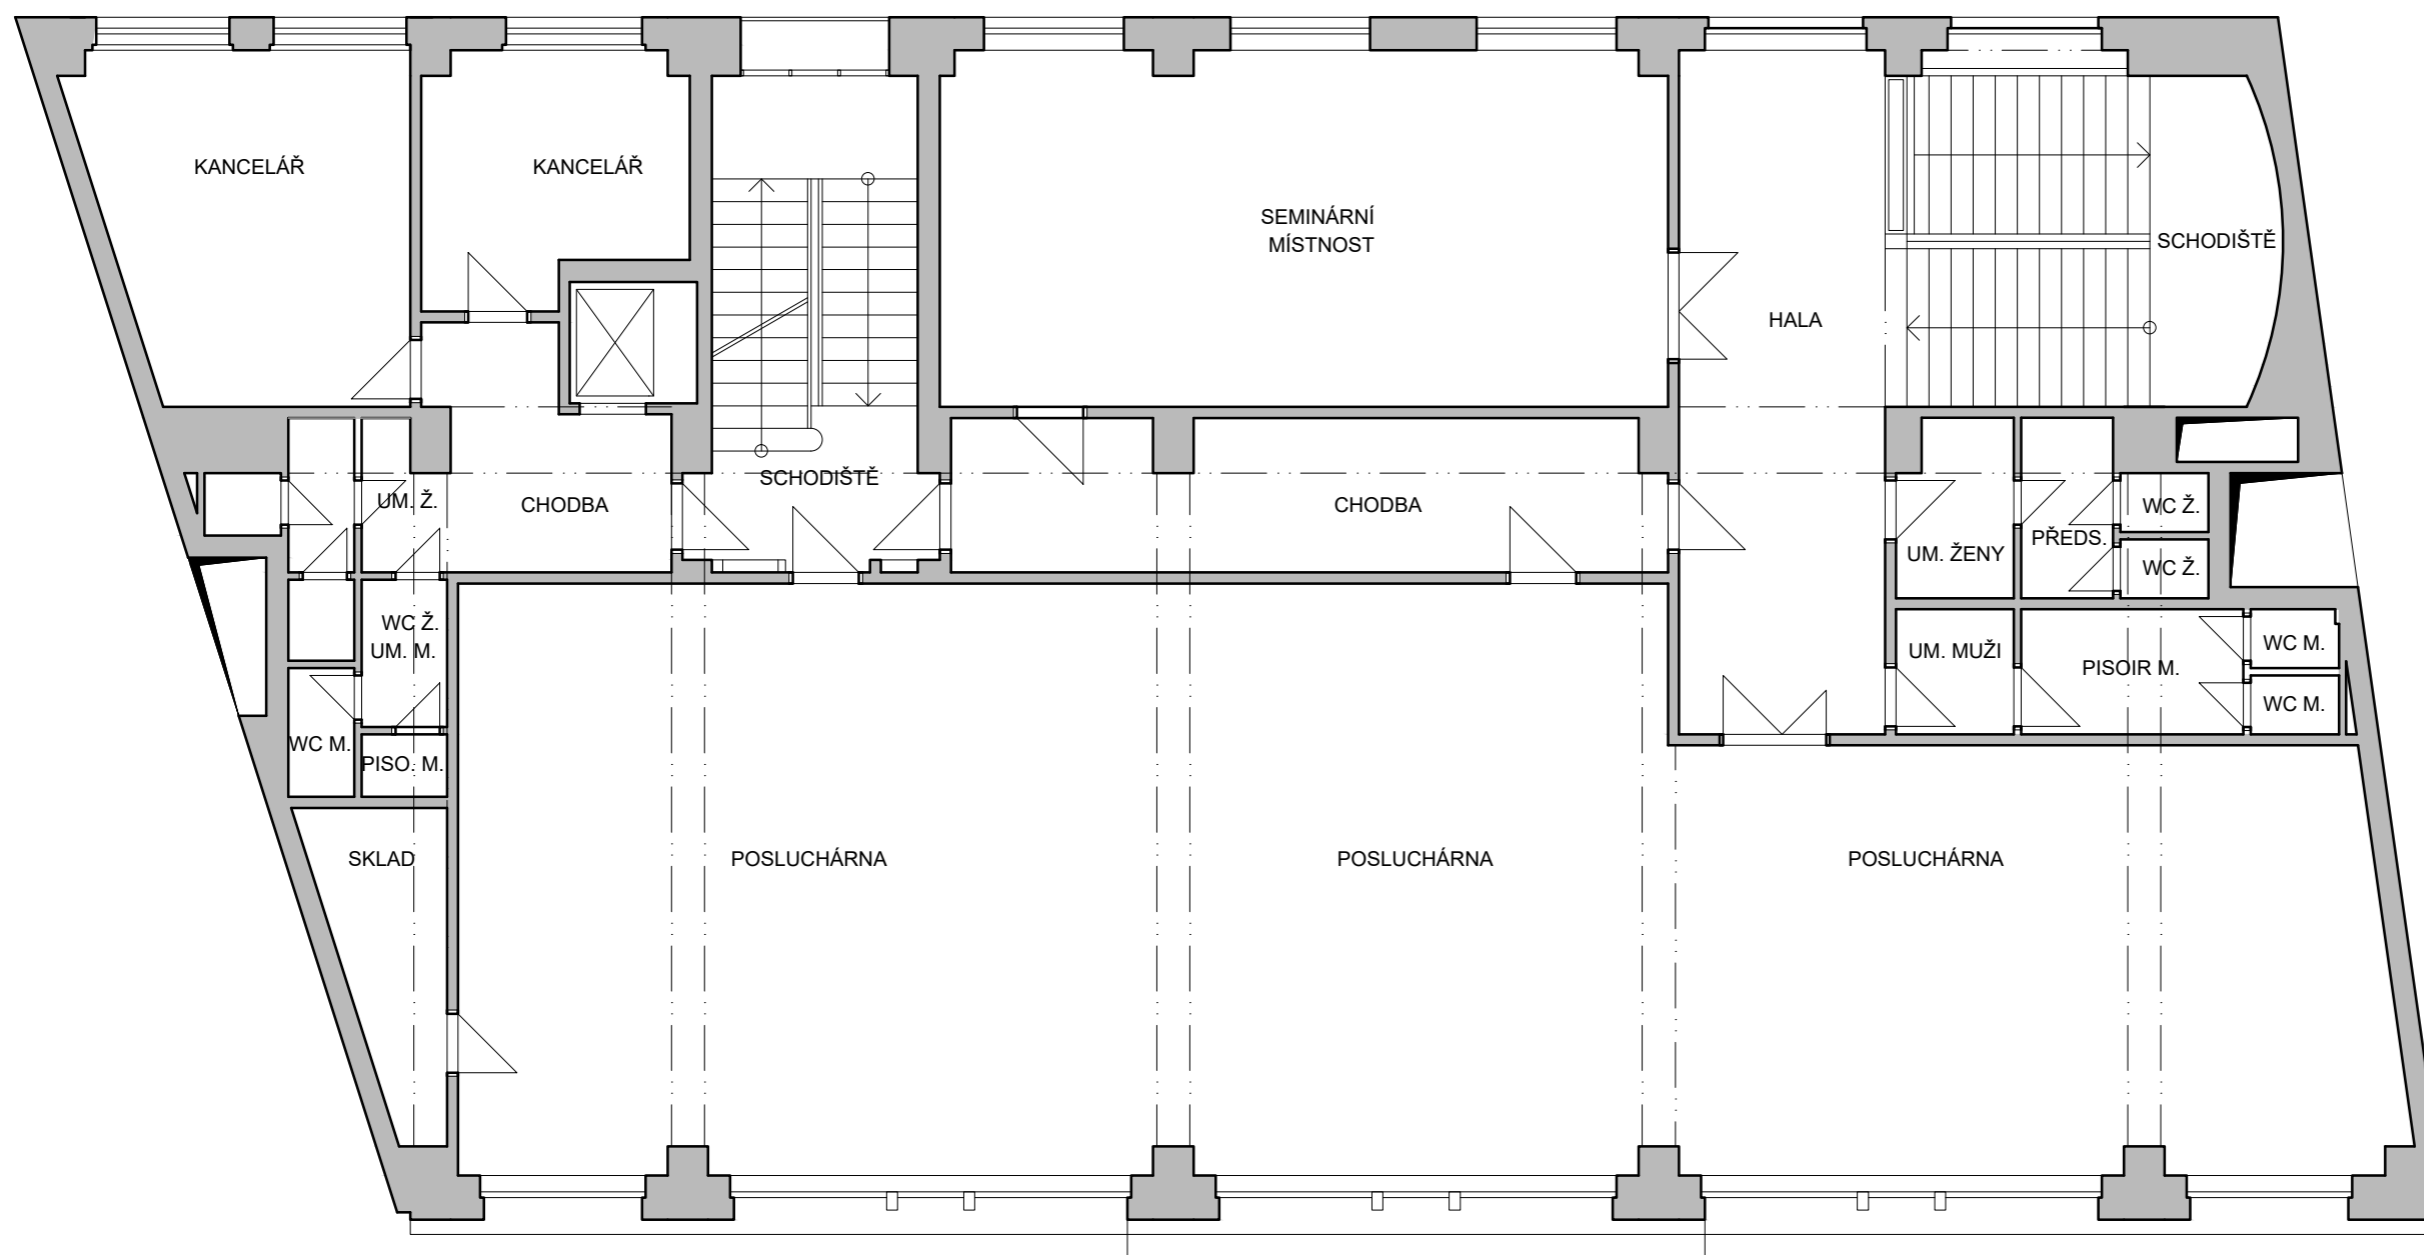 KANCELÁŘ
KANCELÁŘ
SEMINÁRNÍ
MÍSTNOST
SCHODIŠTĚ
HALA
SCHODIŠTĚ
UM. Ž.
CHODBA
CHODBA
WC Ž.
PŘEDS.
UM. ŽENY
WC Ž.
WC Ž.
UM. M.
UM. MUŽI
PISOIR M.
WC M.
WC M.
WC M.
PISO. M.
SKLAD
POSLUCHÁRNA
POSLUCHÁRNA
POSLUCHÁRNA